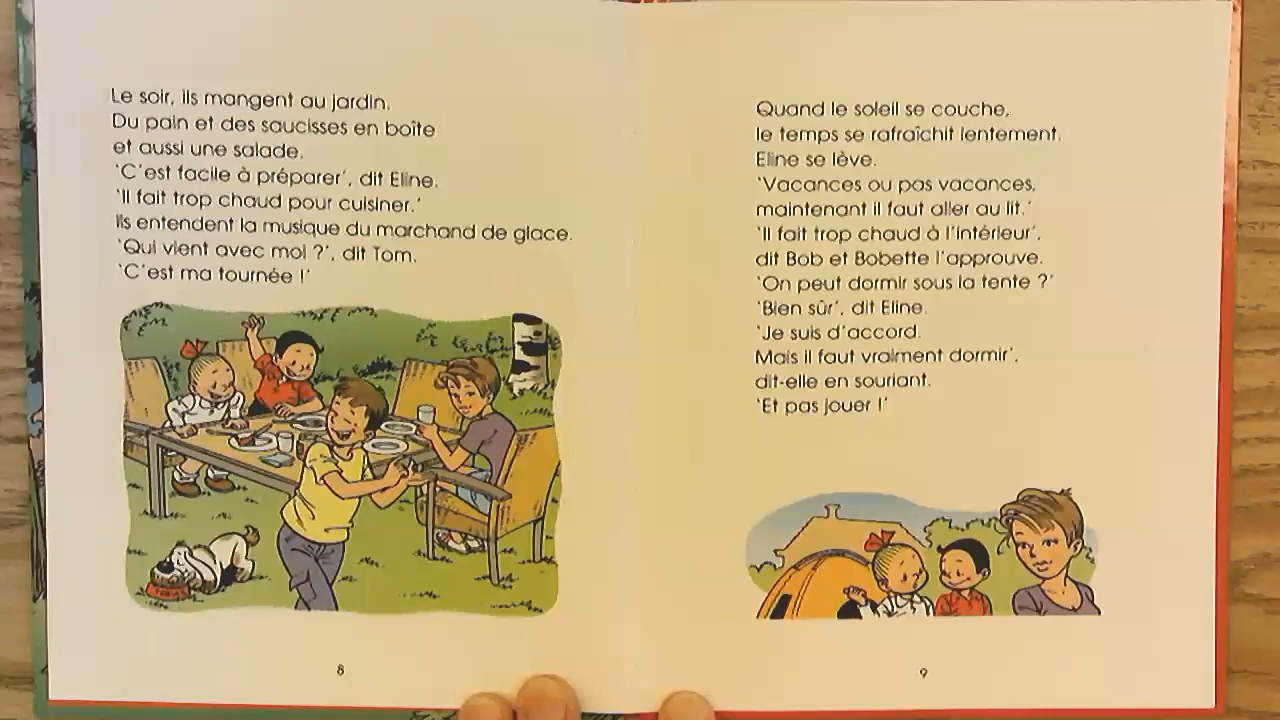 Le soir, ils mangent au jardin.
Du pain et des saucisses en boîte
et aussi une salade.
'C'est facile à préparer', dit Eline.
'Il fait trop chaud pour cuisiner.'
Ils entendent la musique du marchand de glace.
'Qui vient avec moi ?', dit Tom.
'C'est ma tournée !'
8
Quand le soleil se couche,
le temps se rafraîchit lentement.
Eline se lève.
'Vacances ou pas vacances,
maintenant il faut aller au lit.'
'Il fait trop chaud à l'intérieur',
dit Bob et Bobette l'approuve.
'On peut dormir sous la tente ?'
'Bien sûr', dit Eline.
'Je suis d'accord.
Mais il faut vraiment dormir',
dit-elle en souriant.
'Et pas jouer !'
9